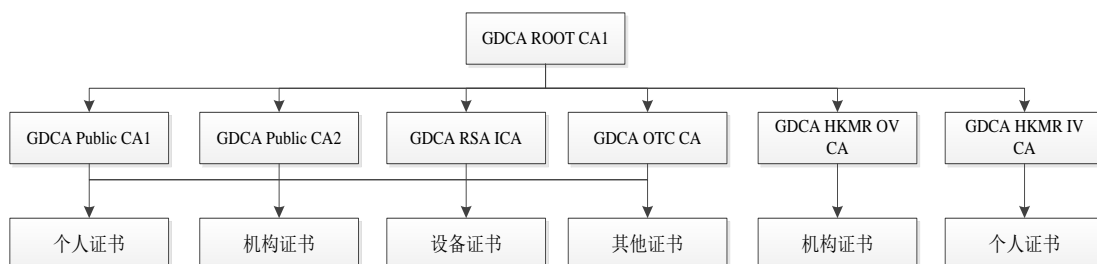 GDCA ROOT CA1
GDCA Public CA1
GDCA Public CA2
GDCA RSA ICA
GDCA OTC CA
GDCA HKMR OV
CA
GDCA HKMR IV
CA
个人证书
机构证书
设备证书
其他证书
机构证书
个人证书